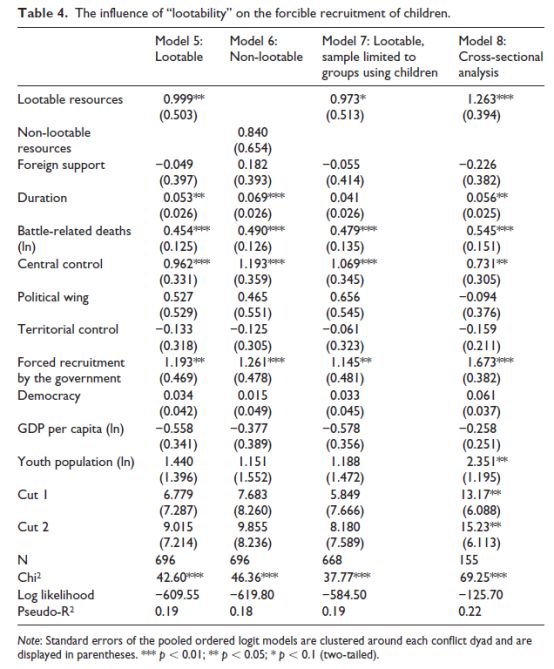 Table 4. The influence of “lootability” on the forcible recruitment of children.
Model 5: Model 6: Model 7: Lootable, Model 8:
Lootable Non-lootable sample limited to Cross-sectional
groups using children analysis
Lootable resources 0.999** 0.973* 1.263***
(0.503) (0.513) (0.394)
Non-lootable 0.840
resources (0.654)
Foreign support −0.049 0.182 −0.055 −0.226
(0.397) (0.393) (0.414) (0.382)
Duration 0.053** 0.069*** 0.041 0.056**
(0.026) (0.026) (0.026) (0.025)
Battle-related deaths 0.454*** 0.490*** 0.479*** 0.545***
(ln) (0.125) (0.126) (0.135) (0.151)
Central control 0.962*** 1.193*** 1.069*** 0.731**
(0.331) (0.359) (0.345) (0.305)
Political wing 0.527 0.465 0.656 −0.094
(0.529) (0.551) (0.545) (0.376)
Territorial control −0.133 −0.125 −0.061 −0.159
(0.318) (0.305) (0.323) (0.211)
Forced recruitment 1.193** 1.261*** 1.145** 1.673***
by the government (0.469) (0.478) (0.481) (0.382)
Democracy 0.034 0.015 0.033 0.061
(0.042) (0.049) (0.045) (0.037)
GDP per capita (ln) −0.558 −0.377 −0.578 −0.258
(0.341) (0.389) (0.356) (0.251)
Youth population (ln) 1.440 1.151 1.188 2.351**
(1.396) (1.552) (1.472) (1.195)
Cut 1 6.779 7.683 5.849 13.17**
(7.287) (8.260) (7.666) (6.088)
Cut 2 9.015 9.855 8.180 15.23**
(7.214) (8.236) (7.589) (6.113)
N 696 696 668 155
Chi² 42.60*** 46.36*** 37.77*** 69.25***
Log likelihood −609.55 −619.80 −584.50 −125.70
Pseudo-R² 0.19 0.18 0.19 0.22
Note: Standard errors of the pooled ordered logit models are clustered around each conflict dyad and are
displayed in parentheses. *** p < 0.01; ** p < 0.05; * p < 0.1 (two-tailed).